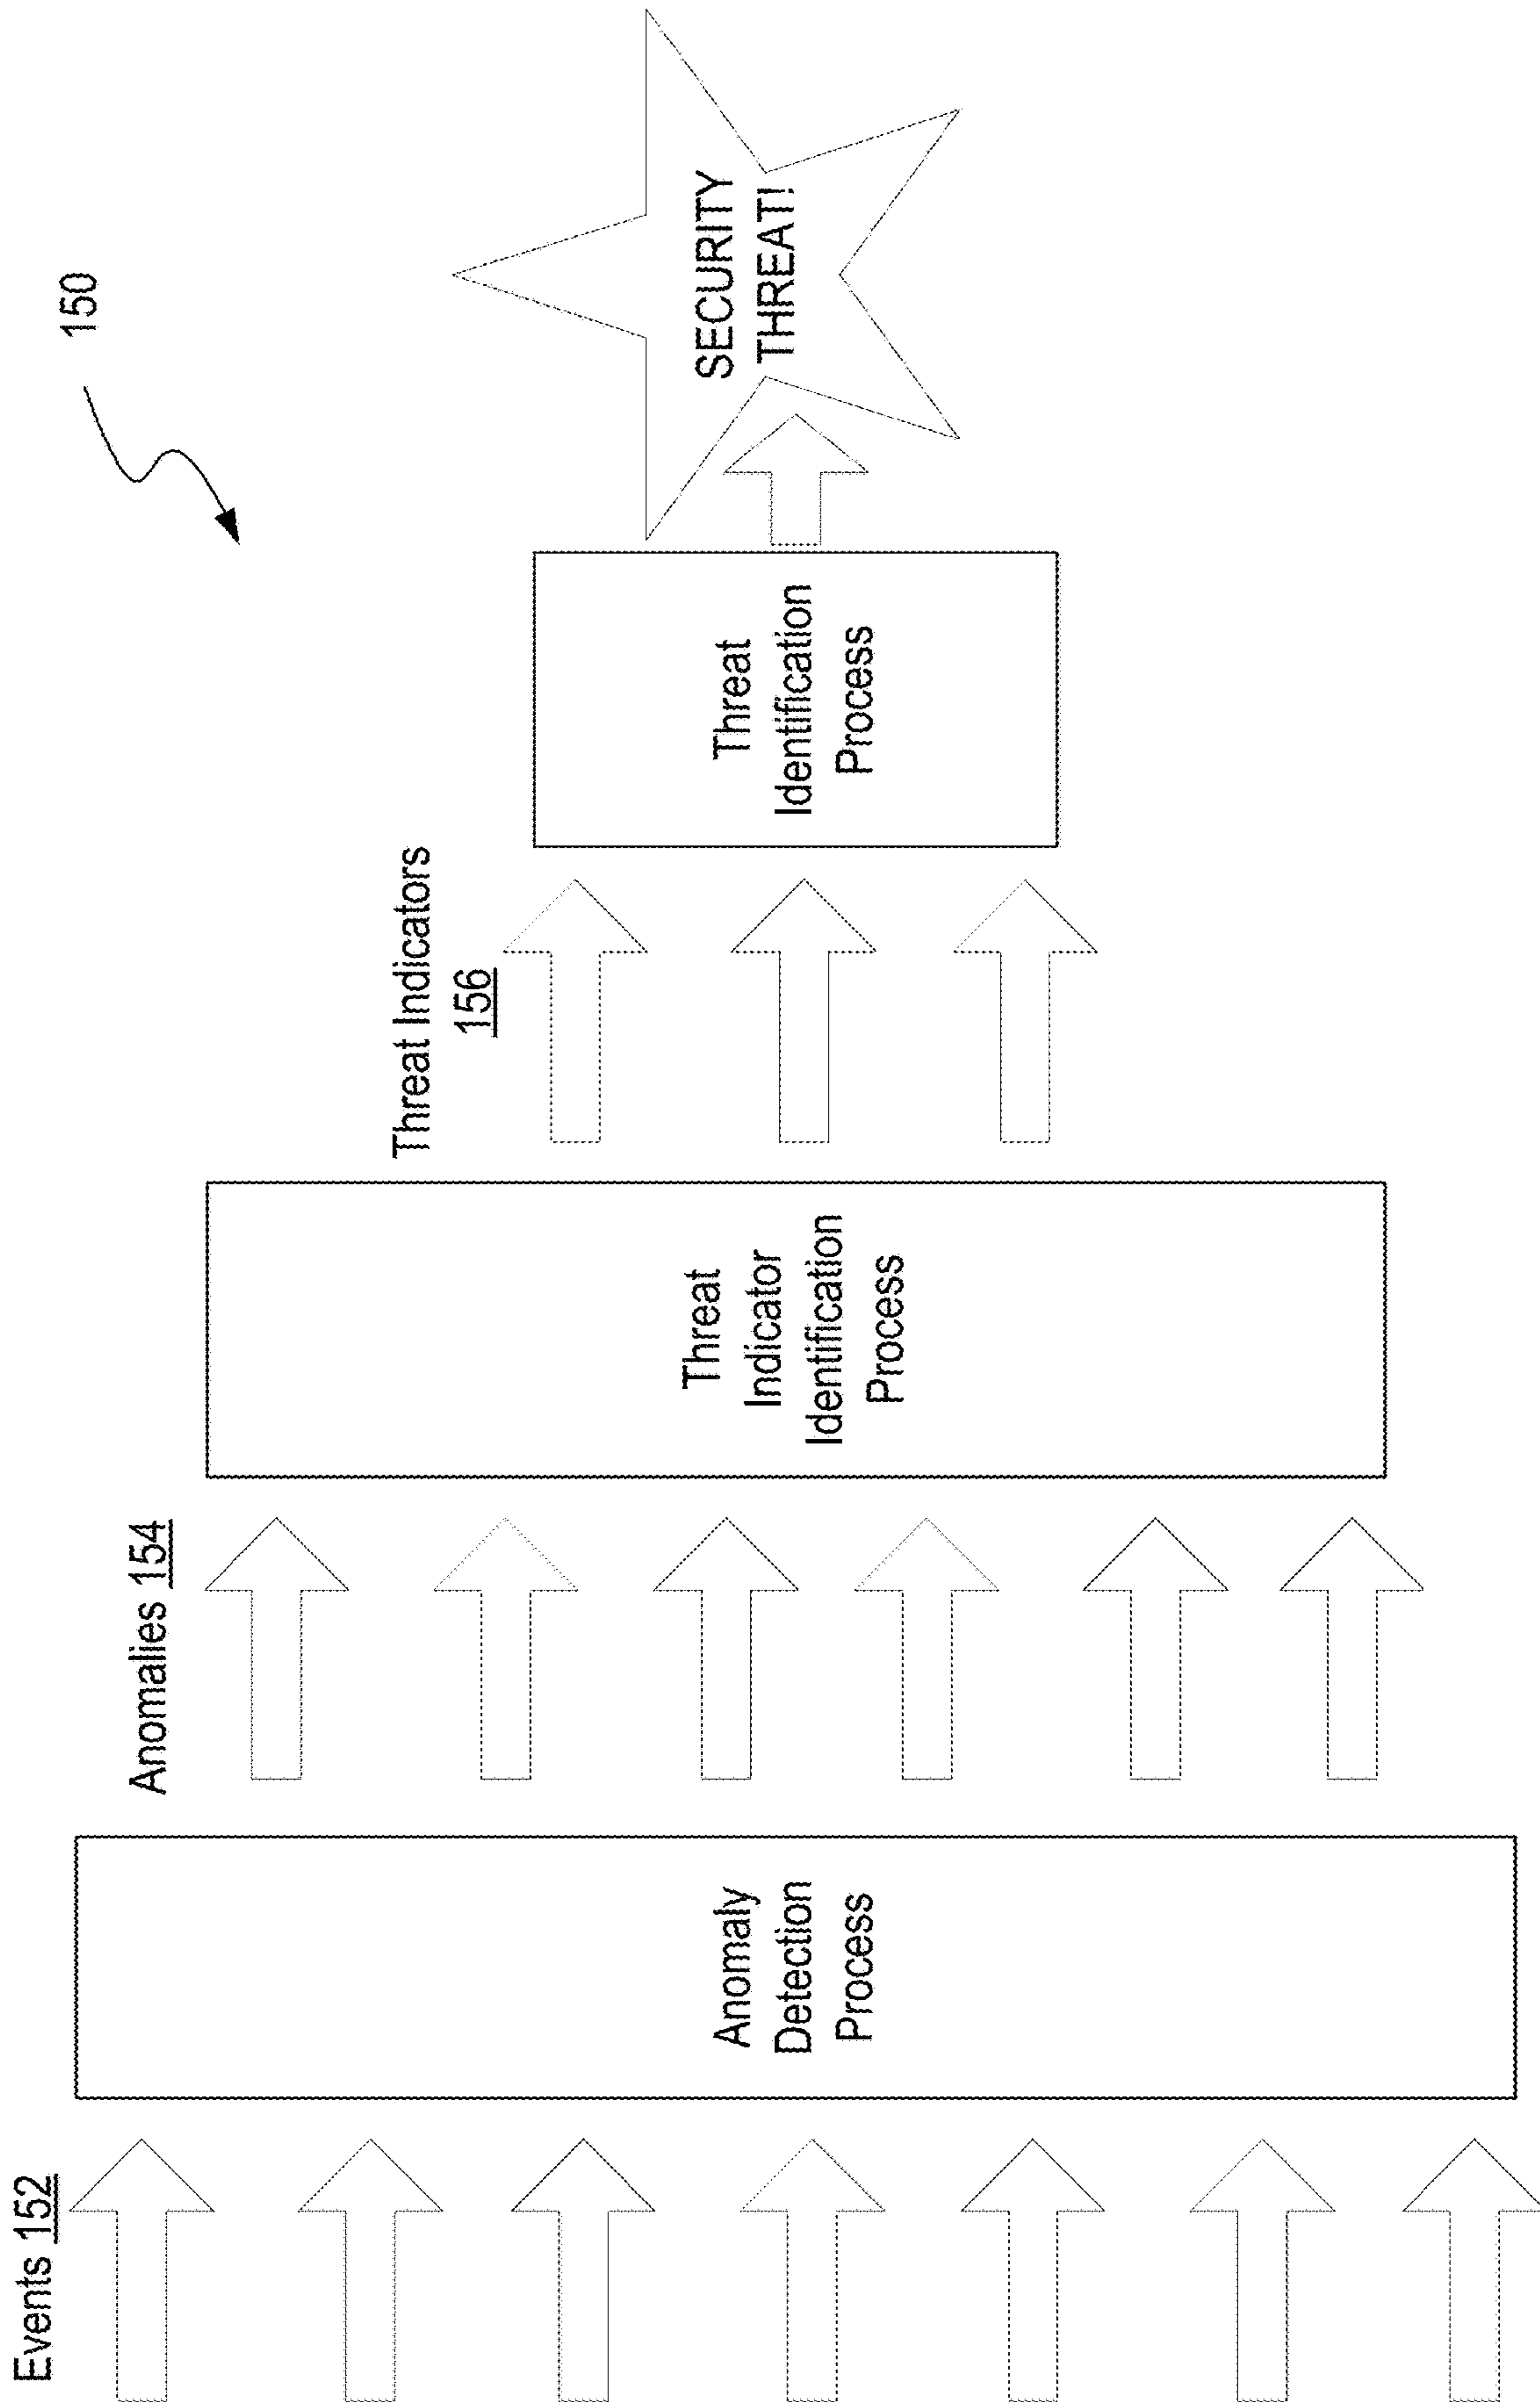 150
Events 152
Anomaly
Detection
Process
Anomalies 154
Threat
Indicator
Identification
Process
Threat Indicators
156
Threat
Identification
Process
SECURITY
THREAT!